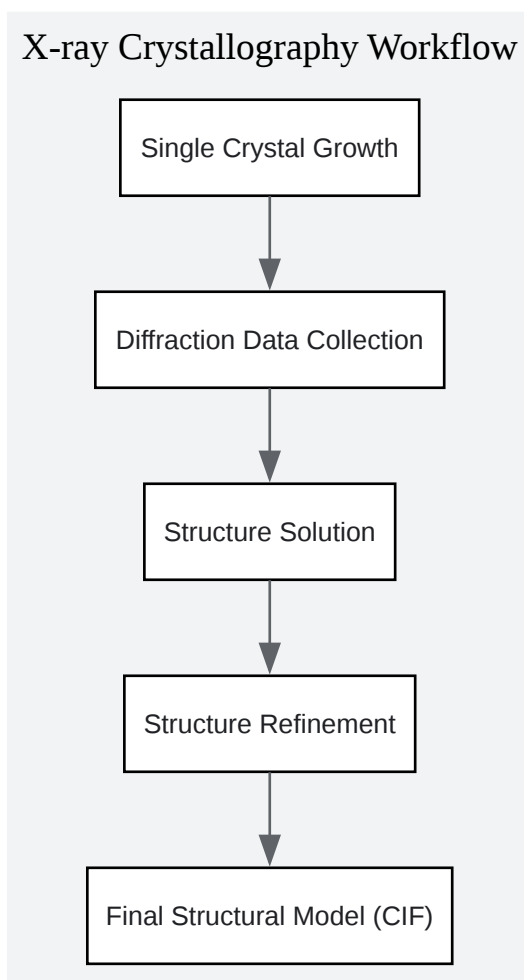 X-ray Crystallography Workflow
Single Crystal Growth
Diffraction Data Collection
Structure Solution
Structure Refinement
Final Structural Model (CIF)